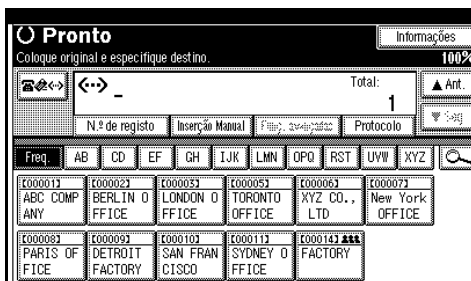 Pronto
Informações
Coloque original e especifique destino.
100%
Total:
1
▲ Ant.
N.º de registo
Inserção Manual
Protocolo
Freq.
AB
CD
EF
GH
IJK
LMN
OPQ
RST
UVW
XYZ
[00001]
ABC COMP
ANY
[00002]
BERLIN O
FFICE
[00003]
LONDON O
FFICE
[00005]
TORONTO
OFFICE
[00006]
XYZ CO.,
LTD
[00007]
New York
OFFICE
[00008]
PARIS OF
FICE
[00009]
DETROIT
FACTORY
[00010]
SAN FRAN
CISCO
[00011]
SYDNEY O
FFICE
[00014]
FACTORY